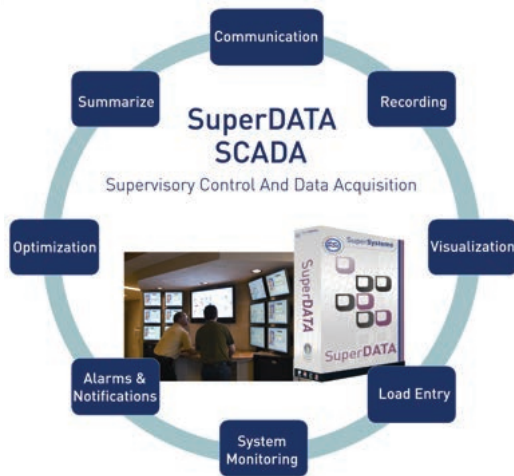 Communication
Summarize
Recording
SuperDATA
SCADA
Supervisory Control And Data Acquisition
Optimization
Visualization
SuperSystems
SuperDATA
SuperDATA
Alarms &
Notifications
Load Entry
System
Monitoring